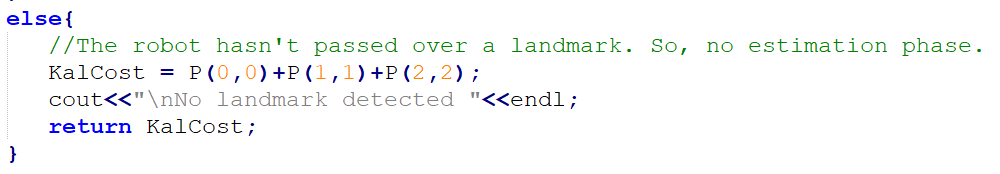 else{
//The robot hasn't passed over a landmark. So, no estimation phase.
KalCost = P(0,0)+P(1,1)+P(2,2);
cout<<"\nNo landmark detected "<<endl;
return KalCost;
}